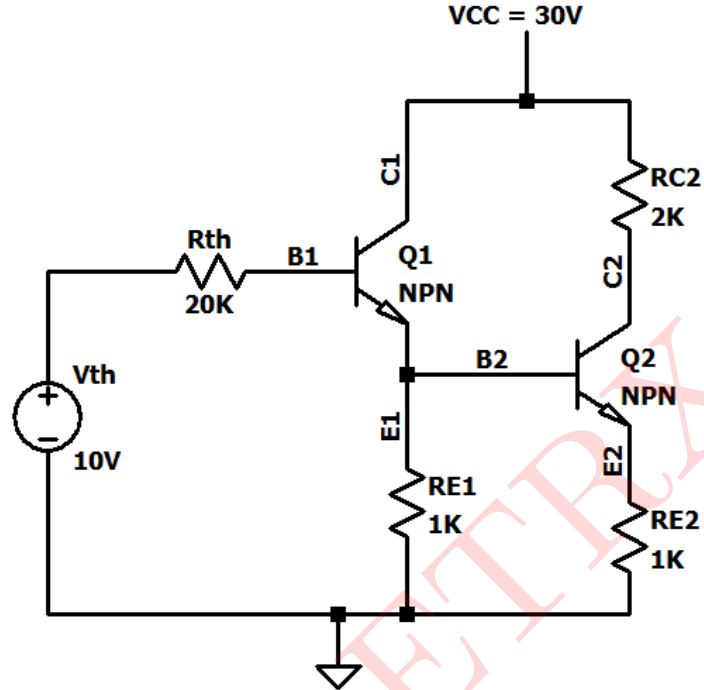 VCC = 30V
C1
RC2
2K
Rth
20K
B1
Q1
NPN
C2
Vth
10V
B2
Q2
NPN
E1
RE1
1K
E2
RE2
1K
ETRX